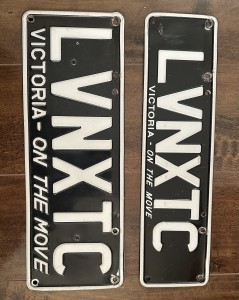 LVNXTC
VICTORIA - ON THE MOVE
LVNXTC
VICTORIA - ON THE MOVE